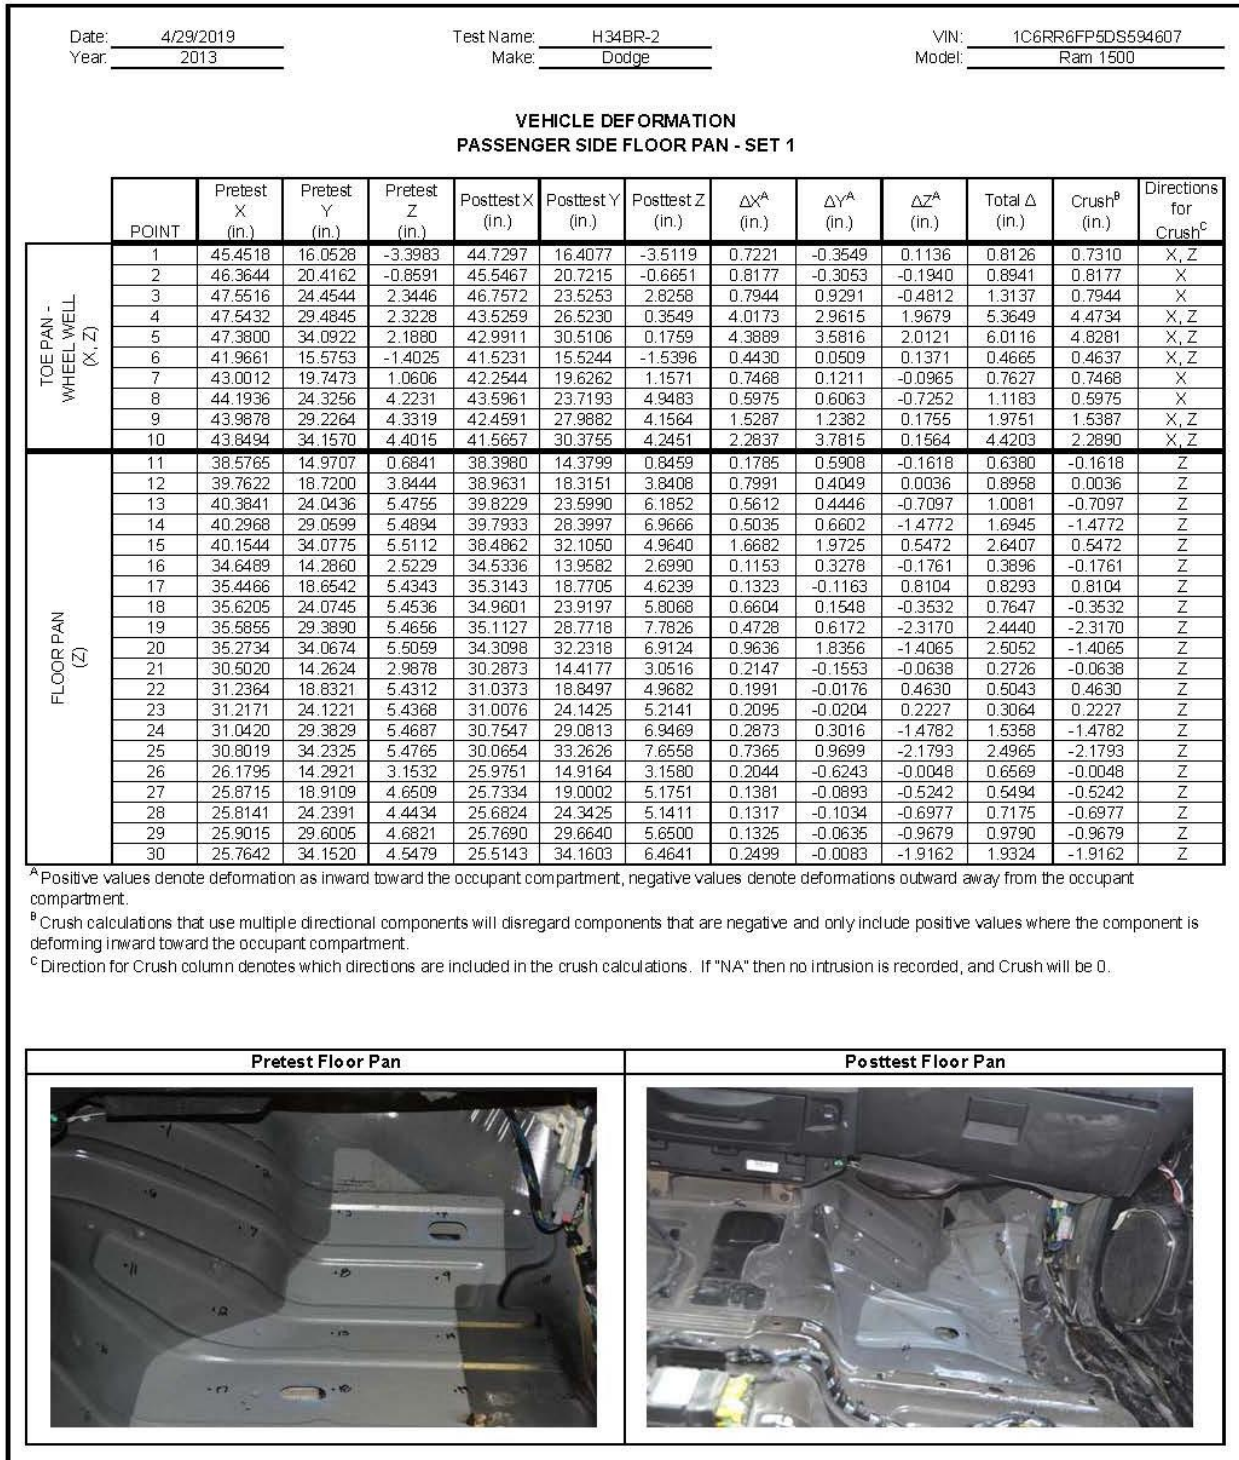 Date: 4/29/2019 Test Name: H34BR-2 VIN: 1C6RR6FP5DS594607
Year: 2013 Make: Dodge Model: Ram 1500
VEHICLE DEFORMATION
PASSENGER SIDE FLOOR PAN - SET 1
POINT Pretest X (in.) Pretest Y (in.) Pretest Z (in.) Posttest X (in.) Posttest Y (in.) Posttest Z (in.) ΔXᴬ (in.) ΔYᴬ (in.) ΔZᴬ (in.) Total Δ (in.) Crushᴮ (in.) Directions for Crushᶜ
TOE PAN - WHEEL WELL (X, Z)
1 45.4518 16.0528 -3.3983 44.7297 16.4077 -3.5119 0.7221 -0.3549 0.1136 0.8126 0.7310 X, Z
2 46.3644 20.4162 -0.8591 45.5467 20.7215 -0.6651 0.8177 -0.3053 -0.1940 0.8941 0.8177 X
3 47.5516 24.4544 2.3446 46.7572 23.5253 2.8258 0.7944 0.9291 -0.4812 1.3137 0.7944 X
4 47.5432 29.4845 2.3228 43.5259 26.5230 0.3549 4.0173 2.9615 1.9679 5.3649 4.4734 X, Z
5 47.3800 34.0922 2.1880 42.9911 30.5106 0.1759 4.3889 3.5816 2.0121 6.0116 4.8281 X, Z
6 41.9661 15.5753 -1.4025 41.5231 15.5244 -1.5396 0.4430 0.0509 0.1371 0.4665 0.4637 X, Z
7 43.0012 19.7473 1.0606 42.2544 19.6262 1.1571 0.7468 0.1211 -0.0965 0.7627 0.7468 X
8 44.1936 24.3256 4.2231 43.5961 23.7193 4.9483 0.5975 0.6063 -0.7252 1.1183 0.5975 X
9 43.9878 29.2264 4.3319 42.4591 27.9882 4.1564 1.5287 1.2382 0.1755 1.9751 1.5387 X, Z
10 43.8494 34.1570 4.4015 41.5657 30.3755 4.2451 2.2837 3.7815 0.1564 4.4203 2.2890 X, Z
FLOOR PAN (Z)
11 38.5765 14.9707 0.6841 38.3980 14.3799 0.8459 0.1785 0.5908 -0.1618 0.6380 -0.1618 Z
12 39.7622 18.7200 3.8444 38.9631 18.3151 3.8408 0.7991 0.4049 0.0036 0.8958 0.0036 Z
13 40.3841 24.0436 5.4755 39.8229 23.5990 6.1852 0.5612 0.4446 -0.7097 1.0081 -0.7097 Z
14 40.2968 29.0599 5.4894 39.7933 28.3997 6.9666 0.5035 0.6602 -1.4772 1.6945 -1.4772 Z
15 40.1544 34.0775 5.5112 38.4862 32.1050 4.9640 1.6682 1.9725 0.5472 2.6407 0.5472 Z
16 34.6489 14.2860 2.5229 34.5336 13.9582 2.6990 0.1153 0.3278 -0.1761 0.3896 -0.1761 Z
17 35.4466 18.6542 5.4343 35.3143 18.7705 4.6239 0.1323 -0.1163 0.8104 0.8293 0.8104 Z
18 35.6205 24.0745 5.4536 34.9601 23.9197 5.8068 0.6604 0.1548 -0.3532 0.7647 -0.3532 Z
19 35.5855 29.3890 5.4656 35.1127 28.7718 7.7826 0.4728 0.6172 -2.3170 2.4440 -2.3170 Z
20 35.2734 34.0674 5.5059 34.3098 32.2318 6.9124 0.9636 1.8356 -1.4065 2.5052 -1.4065 Z
21 30.5020 14.2624 2.9878 30.2873 14.4177 3.0516 0.2147 -0.1553 -0.0638 0.2726 -0.0638 Z
22 31.2364 18.8321 5.4312 31.0373 18.8497 4.9682 0.1991 -0.0176 0.4630 0.5043 0.4630 Z
23 31.2171 24.1221 5.4368 31.0076 24.1425 5.2141 0.2095 -0.0204 0.2227 0.3064 0.2227 Z
24 31.0420 29.3829 5.4687 30.7547 29.0813 6.9469 0.2873 0.3016 -1.4782 1.5358 -1.4782 Z
25 30.8019 34.2325 5.4765 30.0654 33.2626 7.6558 0.7365 0.9699 -2.1793 2.4965 -2.1793 Z
26 26.1795 14.2921 3.1532 25.9751 14.9164 3.1580 0.2044 -0.6243 -0.0048 0.6569 -0.0048 Z
27 25.8715 18.9109 4.6509 25.7334 19.0002 5.1751 0.1381 -0.0893 -0.5242 0.5494 -0.5242 Z
28 25.8141 24.2391 4.4434 25.6824 24.3425 5.1411 0.1317 -0.1034 -0.6977 0.7175 -0.6977 Z
29 25.9015 29.6005 4.6821 25.7690 29.6640 5.6500 0.1325 -0.0635 -0.9679 0.9790 -0.9679 Z
30 25.7642 34.1520 4.5479 25.5143 34.1603 6.4641 0.2499 -0.0083 -1.9162 1.9324 -1.9162 Z
ᴬ Positive values denote deformation as inward toward the occupant compartment, negative values denote deformations outward away from the occupant
compartment.
ᴮ Crush calculations that use multiple directional components will disregard components that are negative and only include positive values where the component is
deforming inward toward the occupant compartment.
ᶜ Direction for Crush column denotes which directions are included in the crush calculations. If "NA" then no intrusion is recorded, and Crush will be 0.
Pretest Floor Pan Posttest Floor Pan